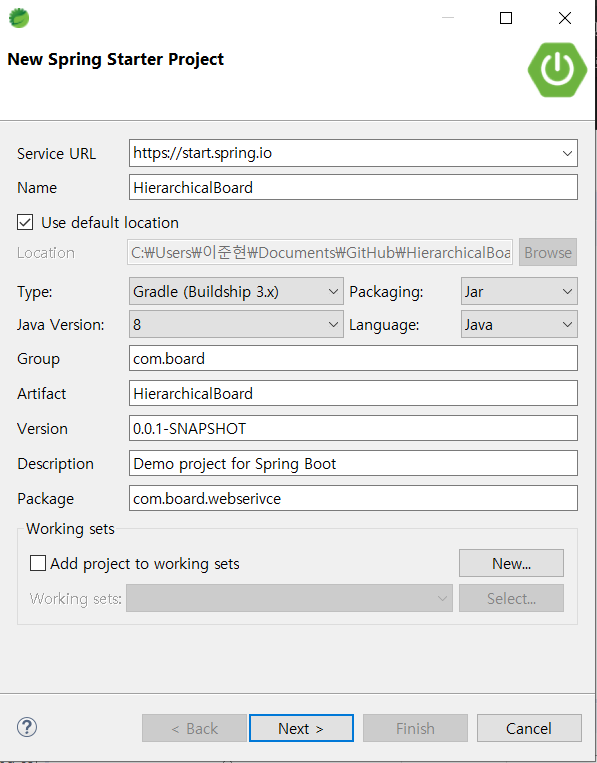 New Spring Starter Project
Service URL https://start.spring.io
Name HierarchicalBoard
Use default location
Location C:₩Users₩이준현₩Documents₩GitHub₩HierarchicalBoa Browse
Type: Gradle (Buildship 3.x) Packaging: Jar
Java Version: 8 Language: Java
Group com.board
Artifact HierarchicalBoard
Version 0.0.1-SNAPSHOT
Description Demo project for Spring Boot
Package com.board.webserivce
Working sets
Add project to working sets New...
Working sets: Select...
? < Back Next > Finish Cancel